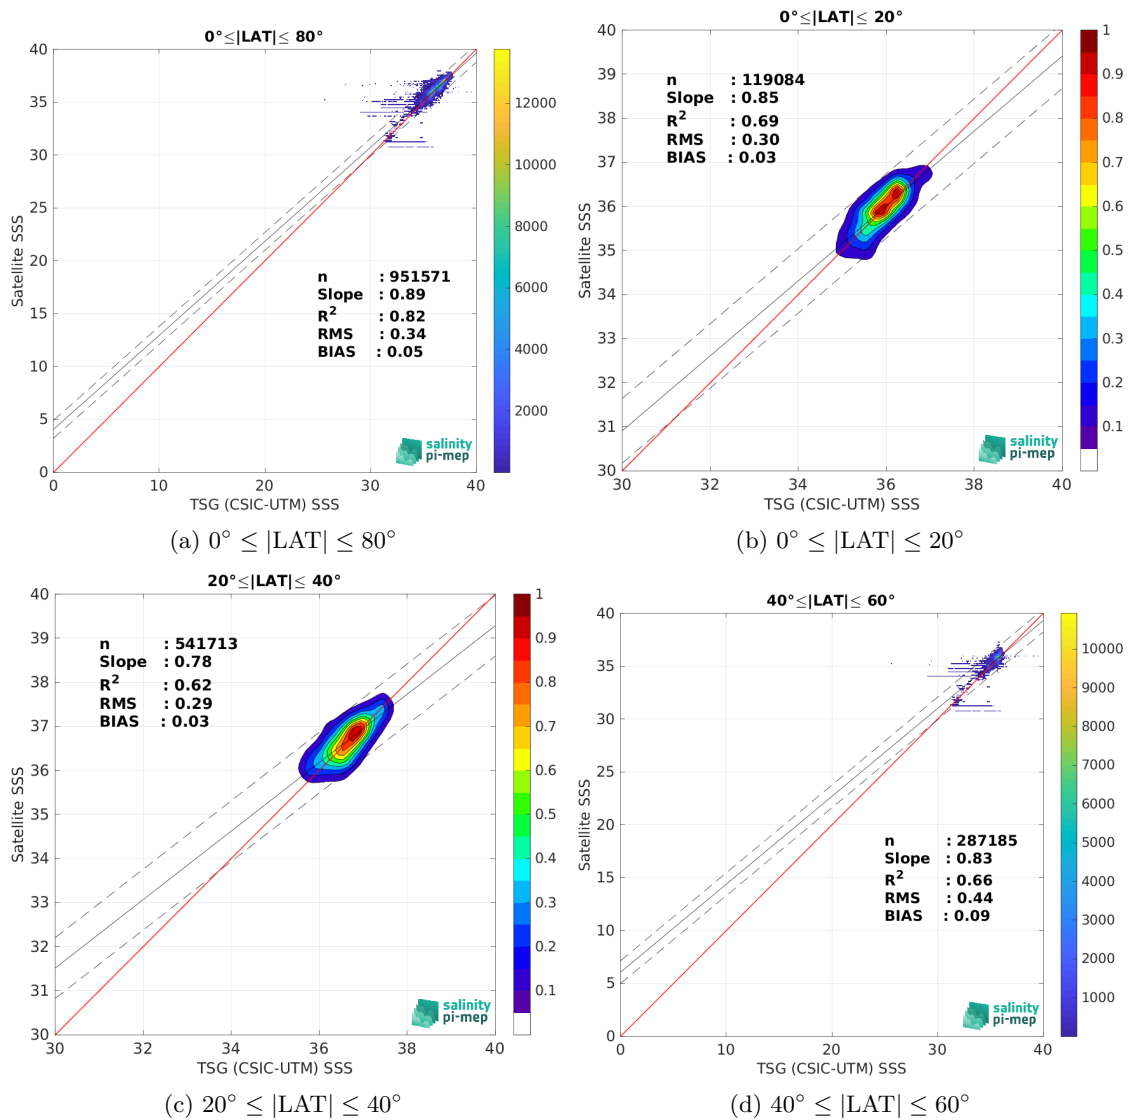 0°≤|LAT|≤ 80°
40
35
30
25
20
15
10
5
0
Satellite SSS
n : 951571
Slope : 0.89
R² : 0.82
RMS : 0.34
BIAS : 0.05
salinity
pi-mep
0 10 20 30 40
TSG (CSIC-UTM) SSS
12000
10000
8000
6000
4000
2000
(a) 0° ≤ |LAT| ≤ 80°
0°≤|LAT|≤ 20°
40
39
38
37
36
35
34
33
32
31
30
Satellite SSS
n : 119084
Slope : 0.85
R² : 0.69
RMS : 0.30
BIAS : 0.03
salinity
pi-mep
30 32 34 36 38 40
TSG (CSIC-UTM) SSS
1
0.9
0.8
0.7
0.6
0.5
0.4
0.3
0.2
0.1
(b) 0° ≤ |LAT| ≤ 20°
20°≤|LAT|≤ 40°
40
39
38
37
36
35
34
33
32
31
30
Satellite SSS
n : 541713
Slope : 0.78
R² : 0.62
RMS : 0.29
BIAS : 0.03
salinity
pi-mep
30 32 34 36 38 40
TSG (CSIC-UTM) SSS
1
0.9
0.8
0.7
0.6
0.5
0.4
0.3
0.2
0.1
(c) 20° ≤ |LAT| ≤ 40°
40°≤|LAT|≤ 60°
40
35
30
25
20
15
10
5
0
Satellite SSS
n : 287185
Slope : 0.83
R² : 0.66
RMS : 0.44
BIAS : 0.09
salinity
pi-mep
0 10 20 30 40
TSG (CSIC-UTM) SSS
10000
9000
8000
7000
6000
5000
4000
3000
2000
1000
(d) 40° ≤ |LAT| ≤ 60°